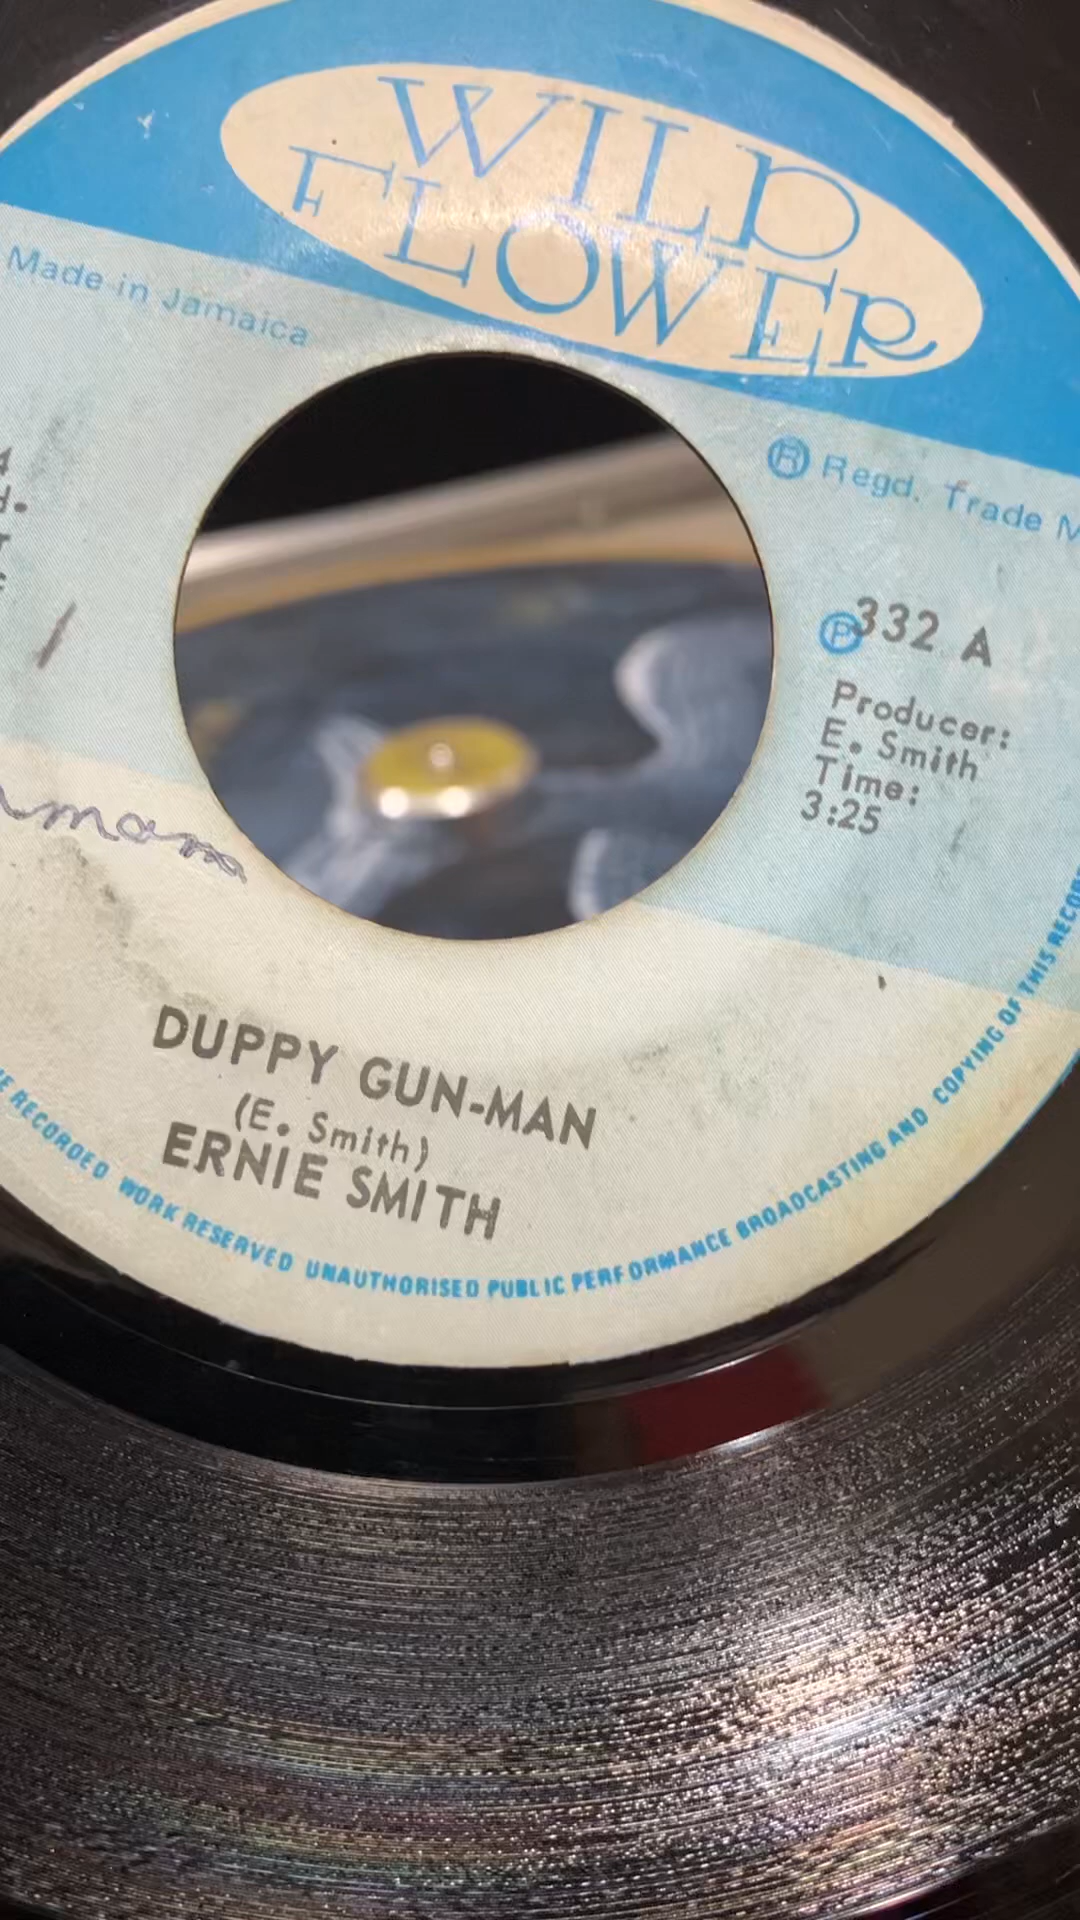 WILD
FLOWER
Made in Jamaica
® Regd. Trade M
℗ 332 A
Producer:
E. Smith
Time:
3:25
DUPPY GUN-MAN
(E. Smith)
ERNIE SMITH
RECORDED WORK RESERVED UNAUTHORISED PUBLIC PERFORMANCE BROADCASTING AND COPYING OF THIS RECOR